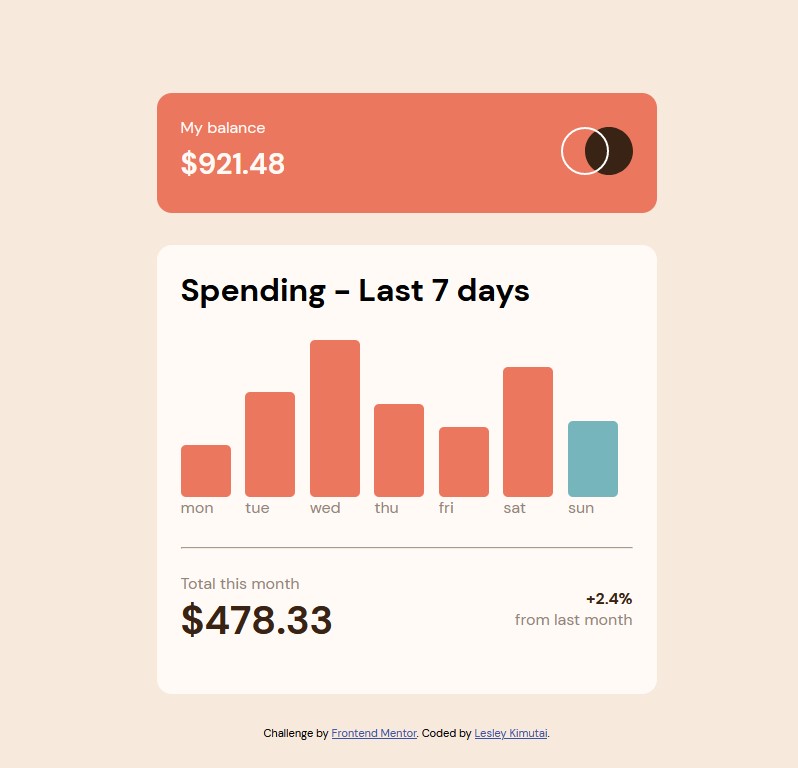 My balance
$921.48
Spending – Last 7 days
mon tue wed thu fri sat sun
Total this month
$478.33
+2.4%
from last month
Challenge by Frontend Mentor. Coded by Lesley Kimutai.